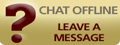 ?
CHAT OFFLINE
LEAVE A
MESSAGE